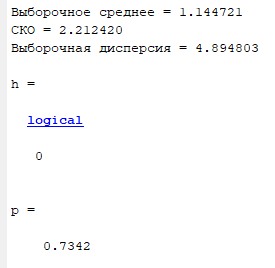 Выборочное среднее = 1.144721
СКО = 2.212420
Выборочная дисперсия = 4.894803
h =
logical
0
p =
0.7342